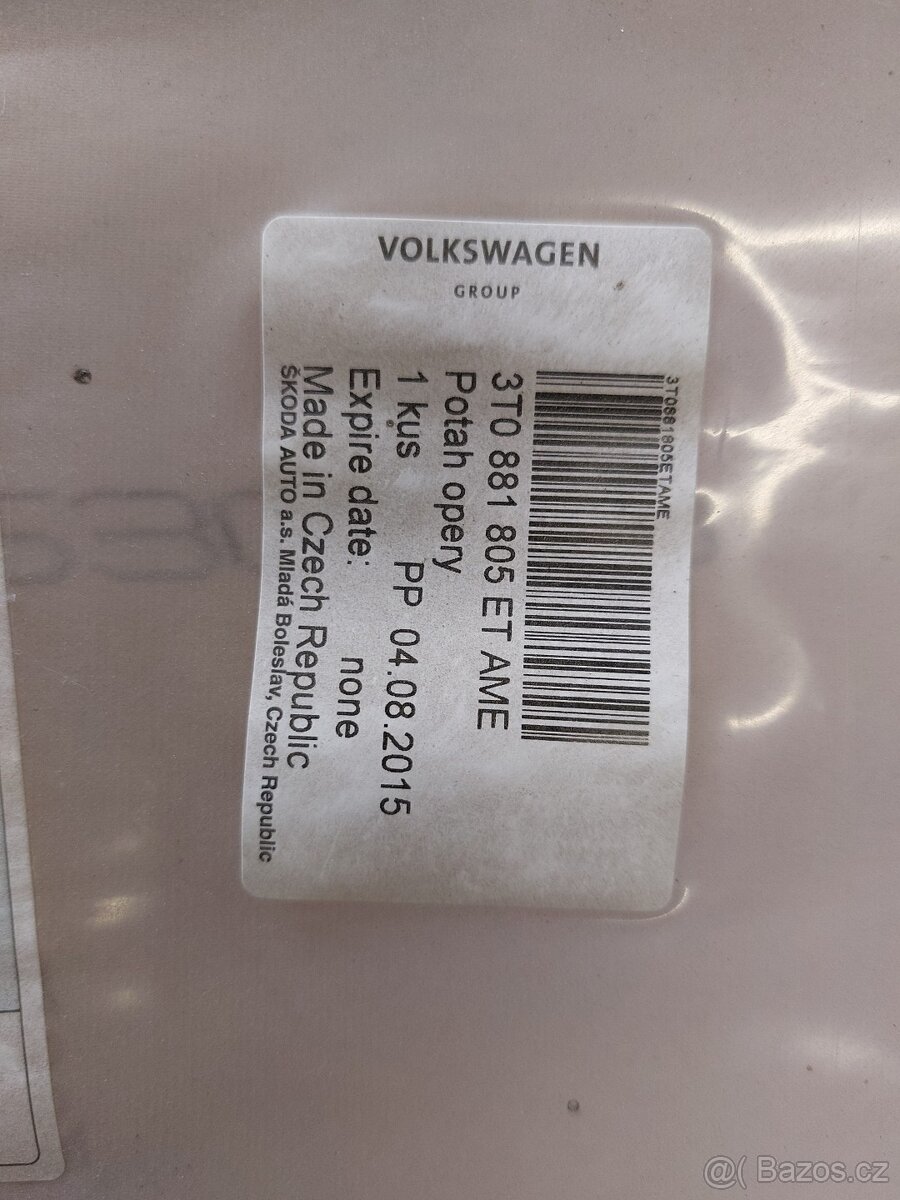 VOLKSWAGEN
GROUP
3T0881805ETAME
3T0 881 805 ET AME
Potah opery
1 kus PP 04.08.2015
Expire date: none
Made in Czech Republic
ŠKODA AUTO a.s. Mladá Boleslav, Czech Republic
@( Bazos.cz